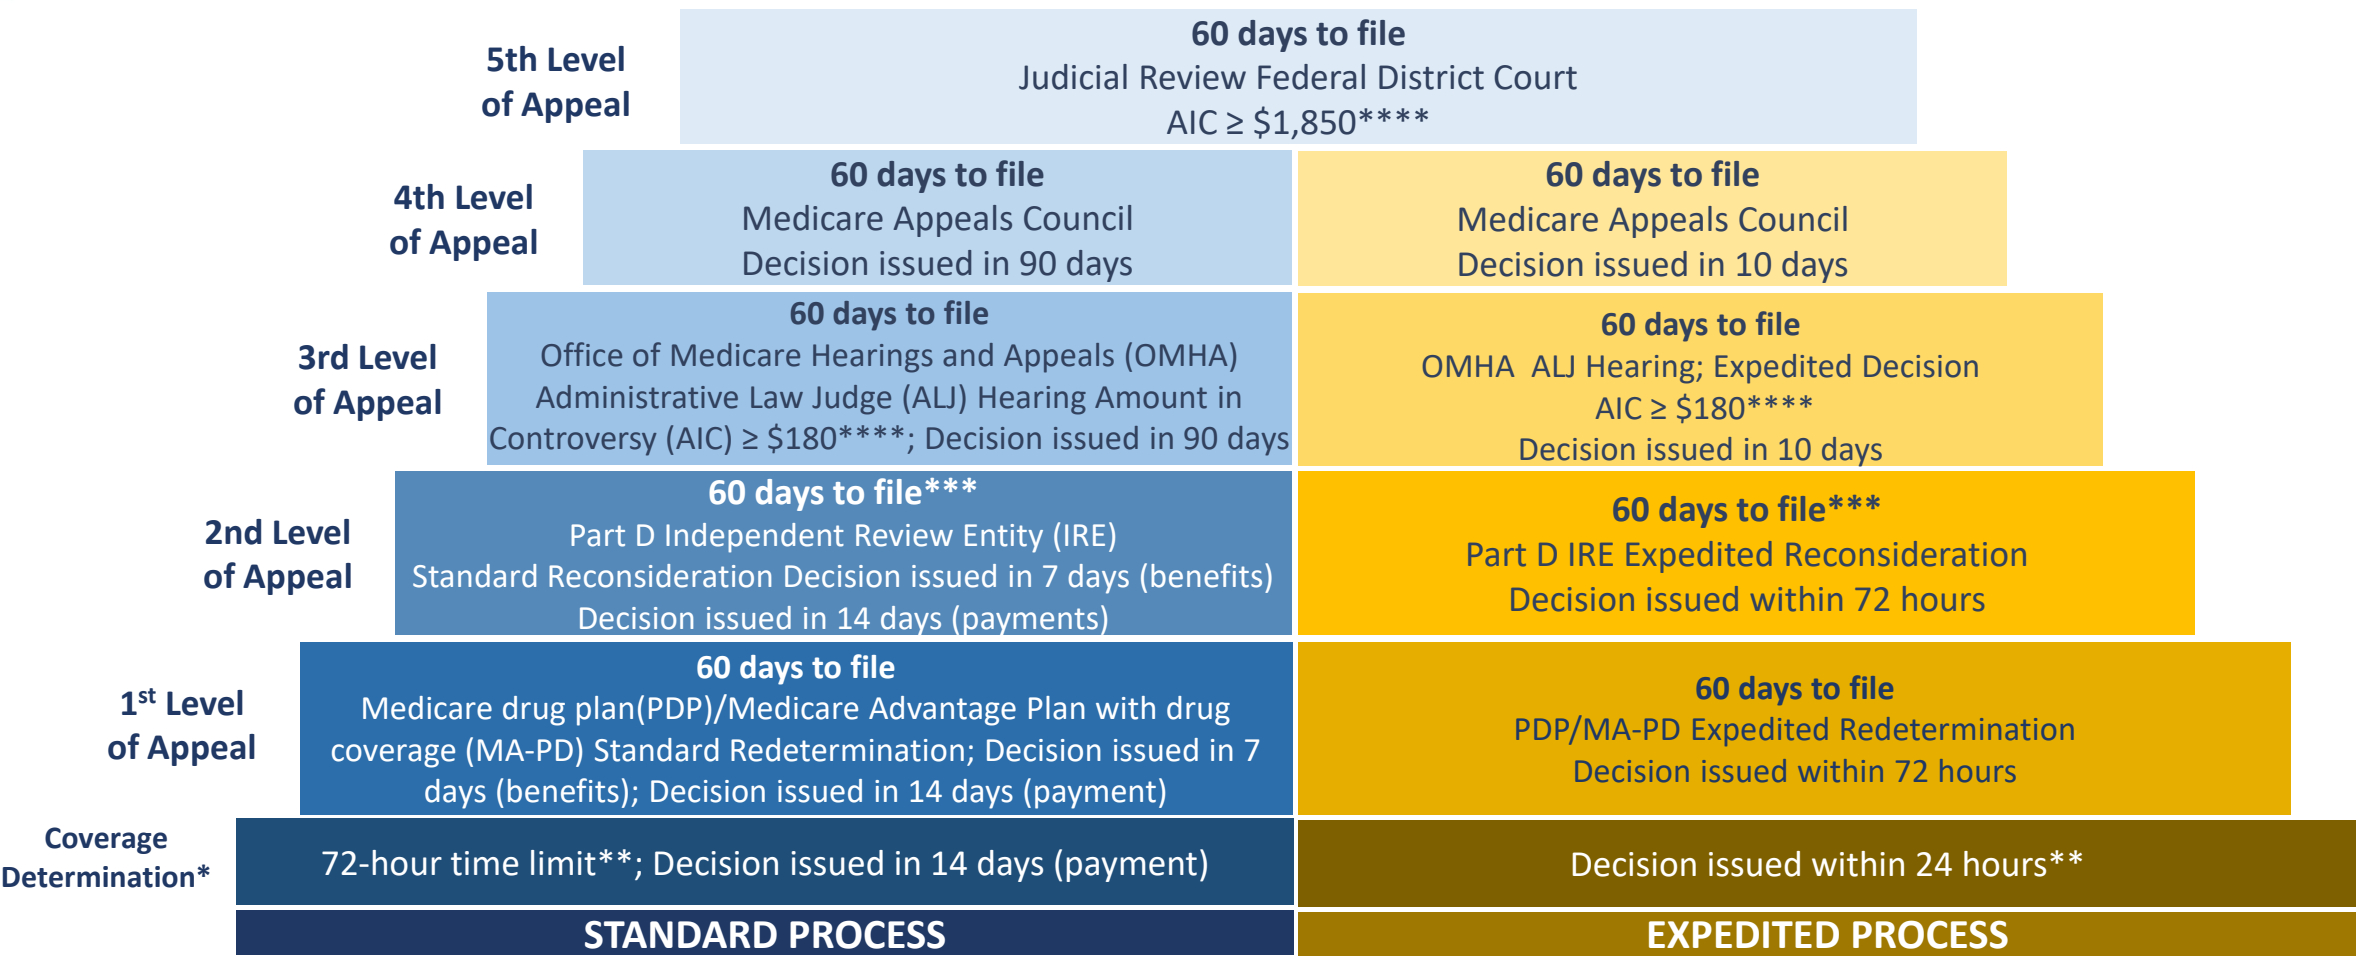 5th Level
of Appeal
60 days to file
Judicial Review Federal District Court
AIC ≥ $1,850****
4th Level
of Appeal
60 days to file
Medicare Appeals Council
Decision issued in 90 days
60 days to file
Medicare Appeals Council
Decision issued in 10 days
3rd Level
of Appeal
60 days to file
Office of Medicare Hearings and Appeals (OMHA)
Administrative Law Judge (ALJ) Hearing Amount in
Controversy (AIC) ≥ $180****; Decision issued in 90 days
60 days to file
OMHA  ALJ Hearing; Expedited Decision
AIC ≥ $180****
Decision issued in 10 days
2nd Level
of Appeal
60 days to file***
Part D Independent Review Entity (IRE)
Standard Reconsideration Decision issued in 7 days (benefits)
Decision issued in 14 days (payments)
60 days to file***
Part D IRE Expedited Reconsideration
Decision issued within 72 hours
1st Level
of Appeal
60 days to file
Medicare drug plan(PDP)/Medicare Advantage Plan with drug
coverage (MA-PD) Standard Redetermination; Decision issued in 7
days (benefits); Decision issued in 14 days (payment)
60 days to file
PDP/MA-PD Expedited Redetermination
Decision issued within 72 hours
Coverage
Determination*
72-hour time limit**; Decision issued in 14 days (payment)
Decision issued within 24 hours**
STANDARD PROCESS
EXPEDITED PROCESS